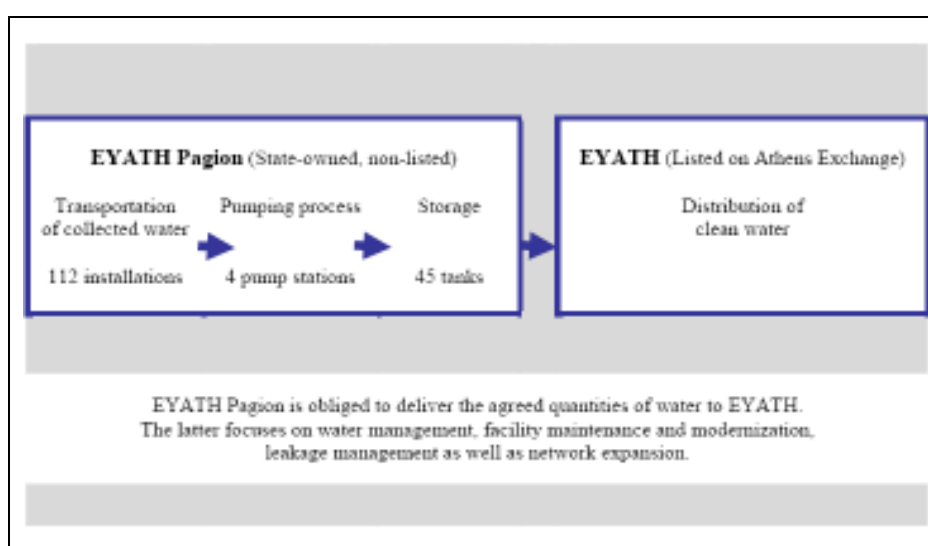 EYATH Pagion (State-owned, non-listed)
Transportation
of collected water
112 installations
Pumping process
4 pump stations
Storage
45 tanks
EYATH (Listed on Athens Exchange)
Distribution of
clean water
EYATH Pagion is obliged to deliver the agreed quantities of water to EYATH.
The latter focuses on water management, facility maintenance and modernization,
leakage management as well as network expansion.